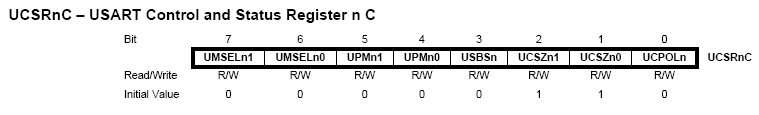 UCSRnC – USART Control and Status Register n C
Bit 7 6 5 4 3 2 1 0
UMSELn1 UMSELn0 UPMn1 UPMn0 USBSn UCSZn1 UCSZn0 UCPOLn UCSRnC
Read/Write R/W R/W R/W R/W R/W R/W R/W R/W
Initial Value 0 0 0 0 0 1 1 0